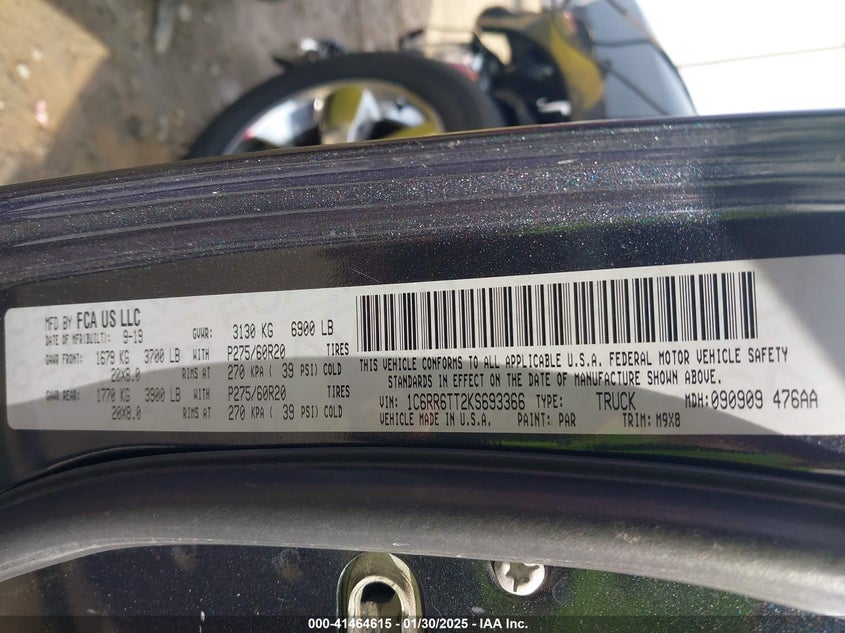 MFD BY FCA US LLC
DATE OF MFR(BUILT): 9-19 GVWR: 3130 KG 6900 LB
GAWR FRONT: 1679 KG 3700 LB WITH P275/60R20 TIRES
20X8.0 RIMS AT 270 KPA ( 39 PSI) COLD
GAWR REAR: 1770 KG 3900 LB WITH P275/60R20 TIRES
20X8.0 RIMS AT 270 KPA ( 39 PSI) COLD
THIS VEHICLE CONFORMS TO ALL APPLICABLE U.S.A. FEDERAL MOTOR VEHICLE SAFETY
STANDARDS IN EFFECT ON THE DATE OF MANUFACTURE SHOWN ABOVE.
VIN: 1C6RR6TT2KS693366 TYPE: TRUCK MDH: 090909 476AA
VEHICLE MADE IN U.S.A. PAINT: PAR TRIM: M9X8
000-41464615 - 01/30/2025 - IAA Inc.